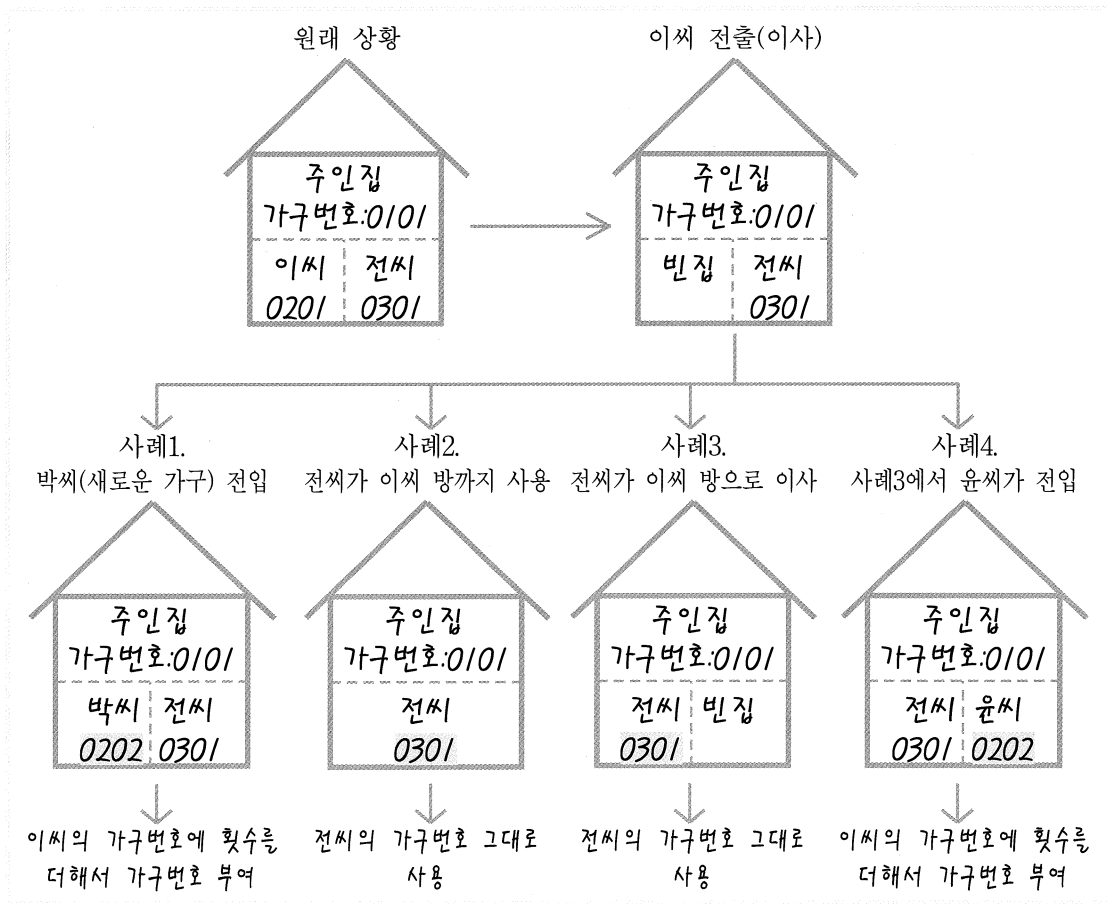 원래 상황
이씨 전출(이사)
주인집
가구번호:0101
이씨 전씨
0201 0301
주인집
가구번호:0101
빈집 전씨
0301
사례1.
박씨(새로운 가구) 전입
사례2.
전씨가 이씨 방까지 사용
사례3.
전씨가 이씨 방으로 이사
사례4.
사례3에서 윤씨가 전입
주인집
가구번호:0101
박씨 전씨
0202 0301
주인집
가구번호:0101
전씨
0301
주인집
가구번호:0101
전씨 빈집
0301
주인집
가구번호:0101
전씨 윤씨
0301 0202
이씨의 가구번호에 횟수를
더해서 가구번호 부여
전씨의 가구번호 그대로
사용
전씨의 가구번호 그대로
사용
이씨의 가구번호에 횟수를
더해서 가구번호 부여